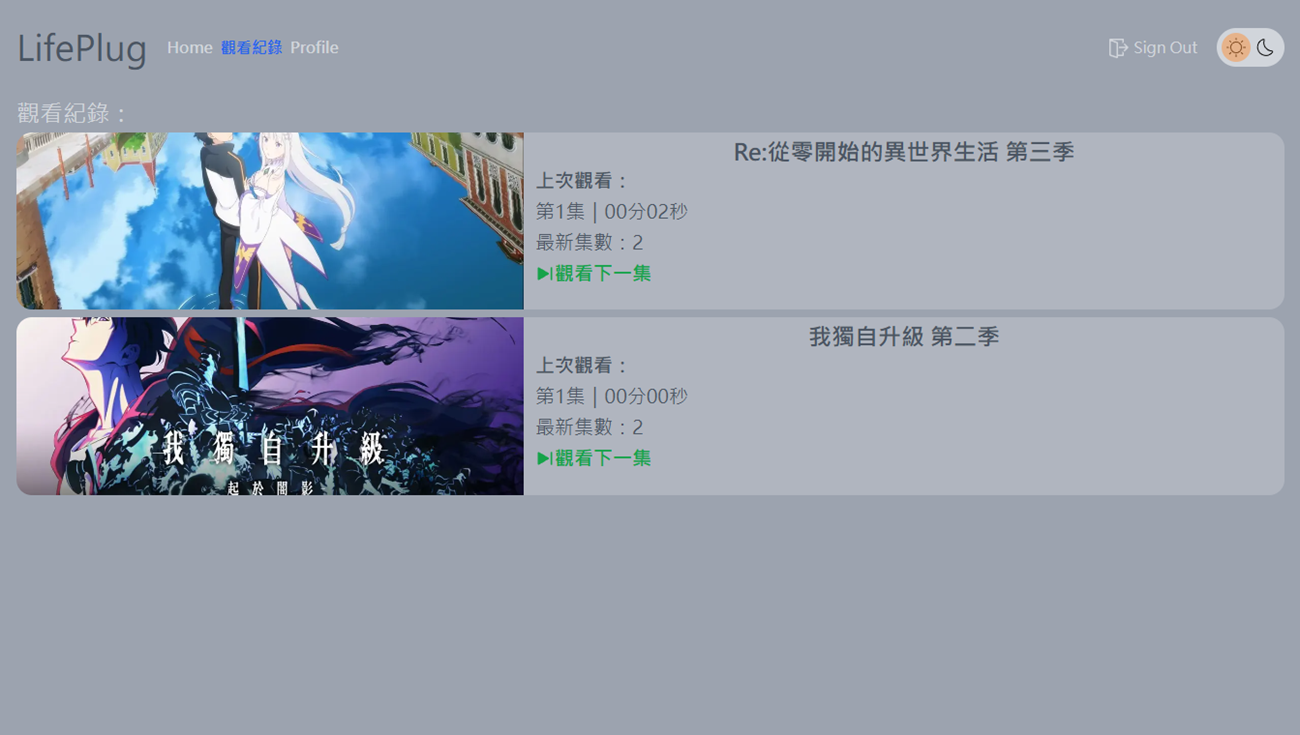 LifePlug
Home 觀看紀錄 Profile
Sign Out
觀看紀錄：
Re:從零開始的異世界生活 第三季
上次觀看：
第1集 | 00分02秒
最新集數：2
觀看下一集
我獨自升級
起於闇影
我獨自升級 第二季
上次觀看：
第1集 | 00分00秒
最新集數：2
觀看下一集